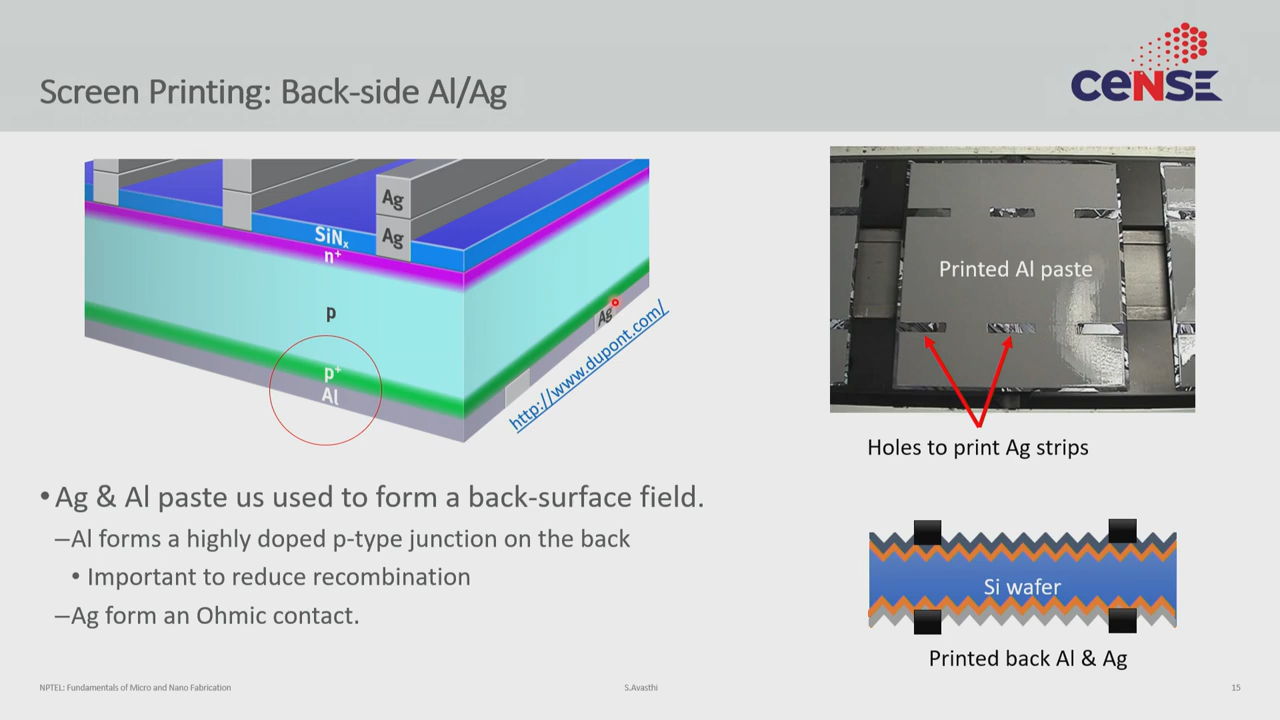 Screen Printing: Back-side Al/Ag
CeNSE
Ag
Ag
SiNx
n+
p
p+
Al
Ag
http://www.dupont.com/
Printed Al paste
Holes to print Ag strips
• Ag & Al paste us used to form a back-surface field.
–Al forms a highly doped p-type junction on the back
• Important to reduce recombination
–Ag form an Ohmic contact.
Si wafer
Printed back Al & Ag
NPTEL: Fundamentals of Micro and Nano Fabrication
S.Avasthi
15